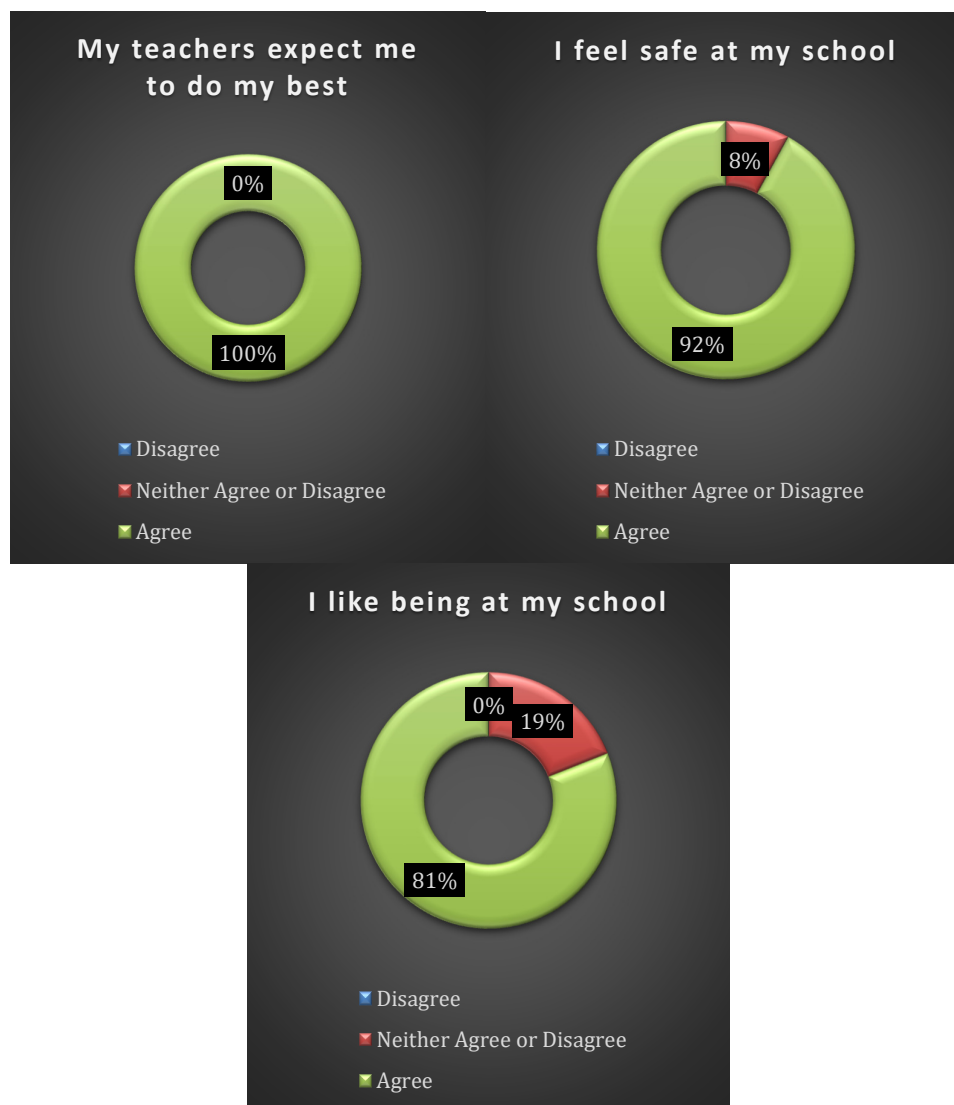 My teachers expect me
to do my best
0%
100%
Disagree
Neither Agree or Disagree
Agree
I feel safe at my school
8%
92%
Disagree
Neither Agree or Disagree
Agree
I like being at my school
0%
19%
81%
Disagree
Neither Agree or Disagree
Agree